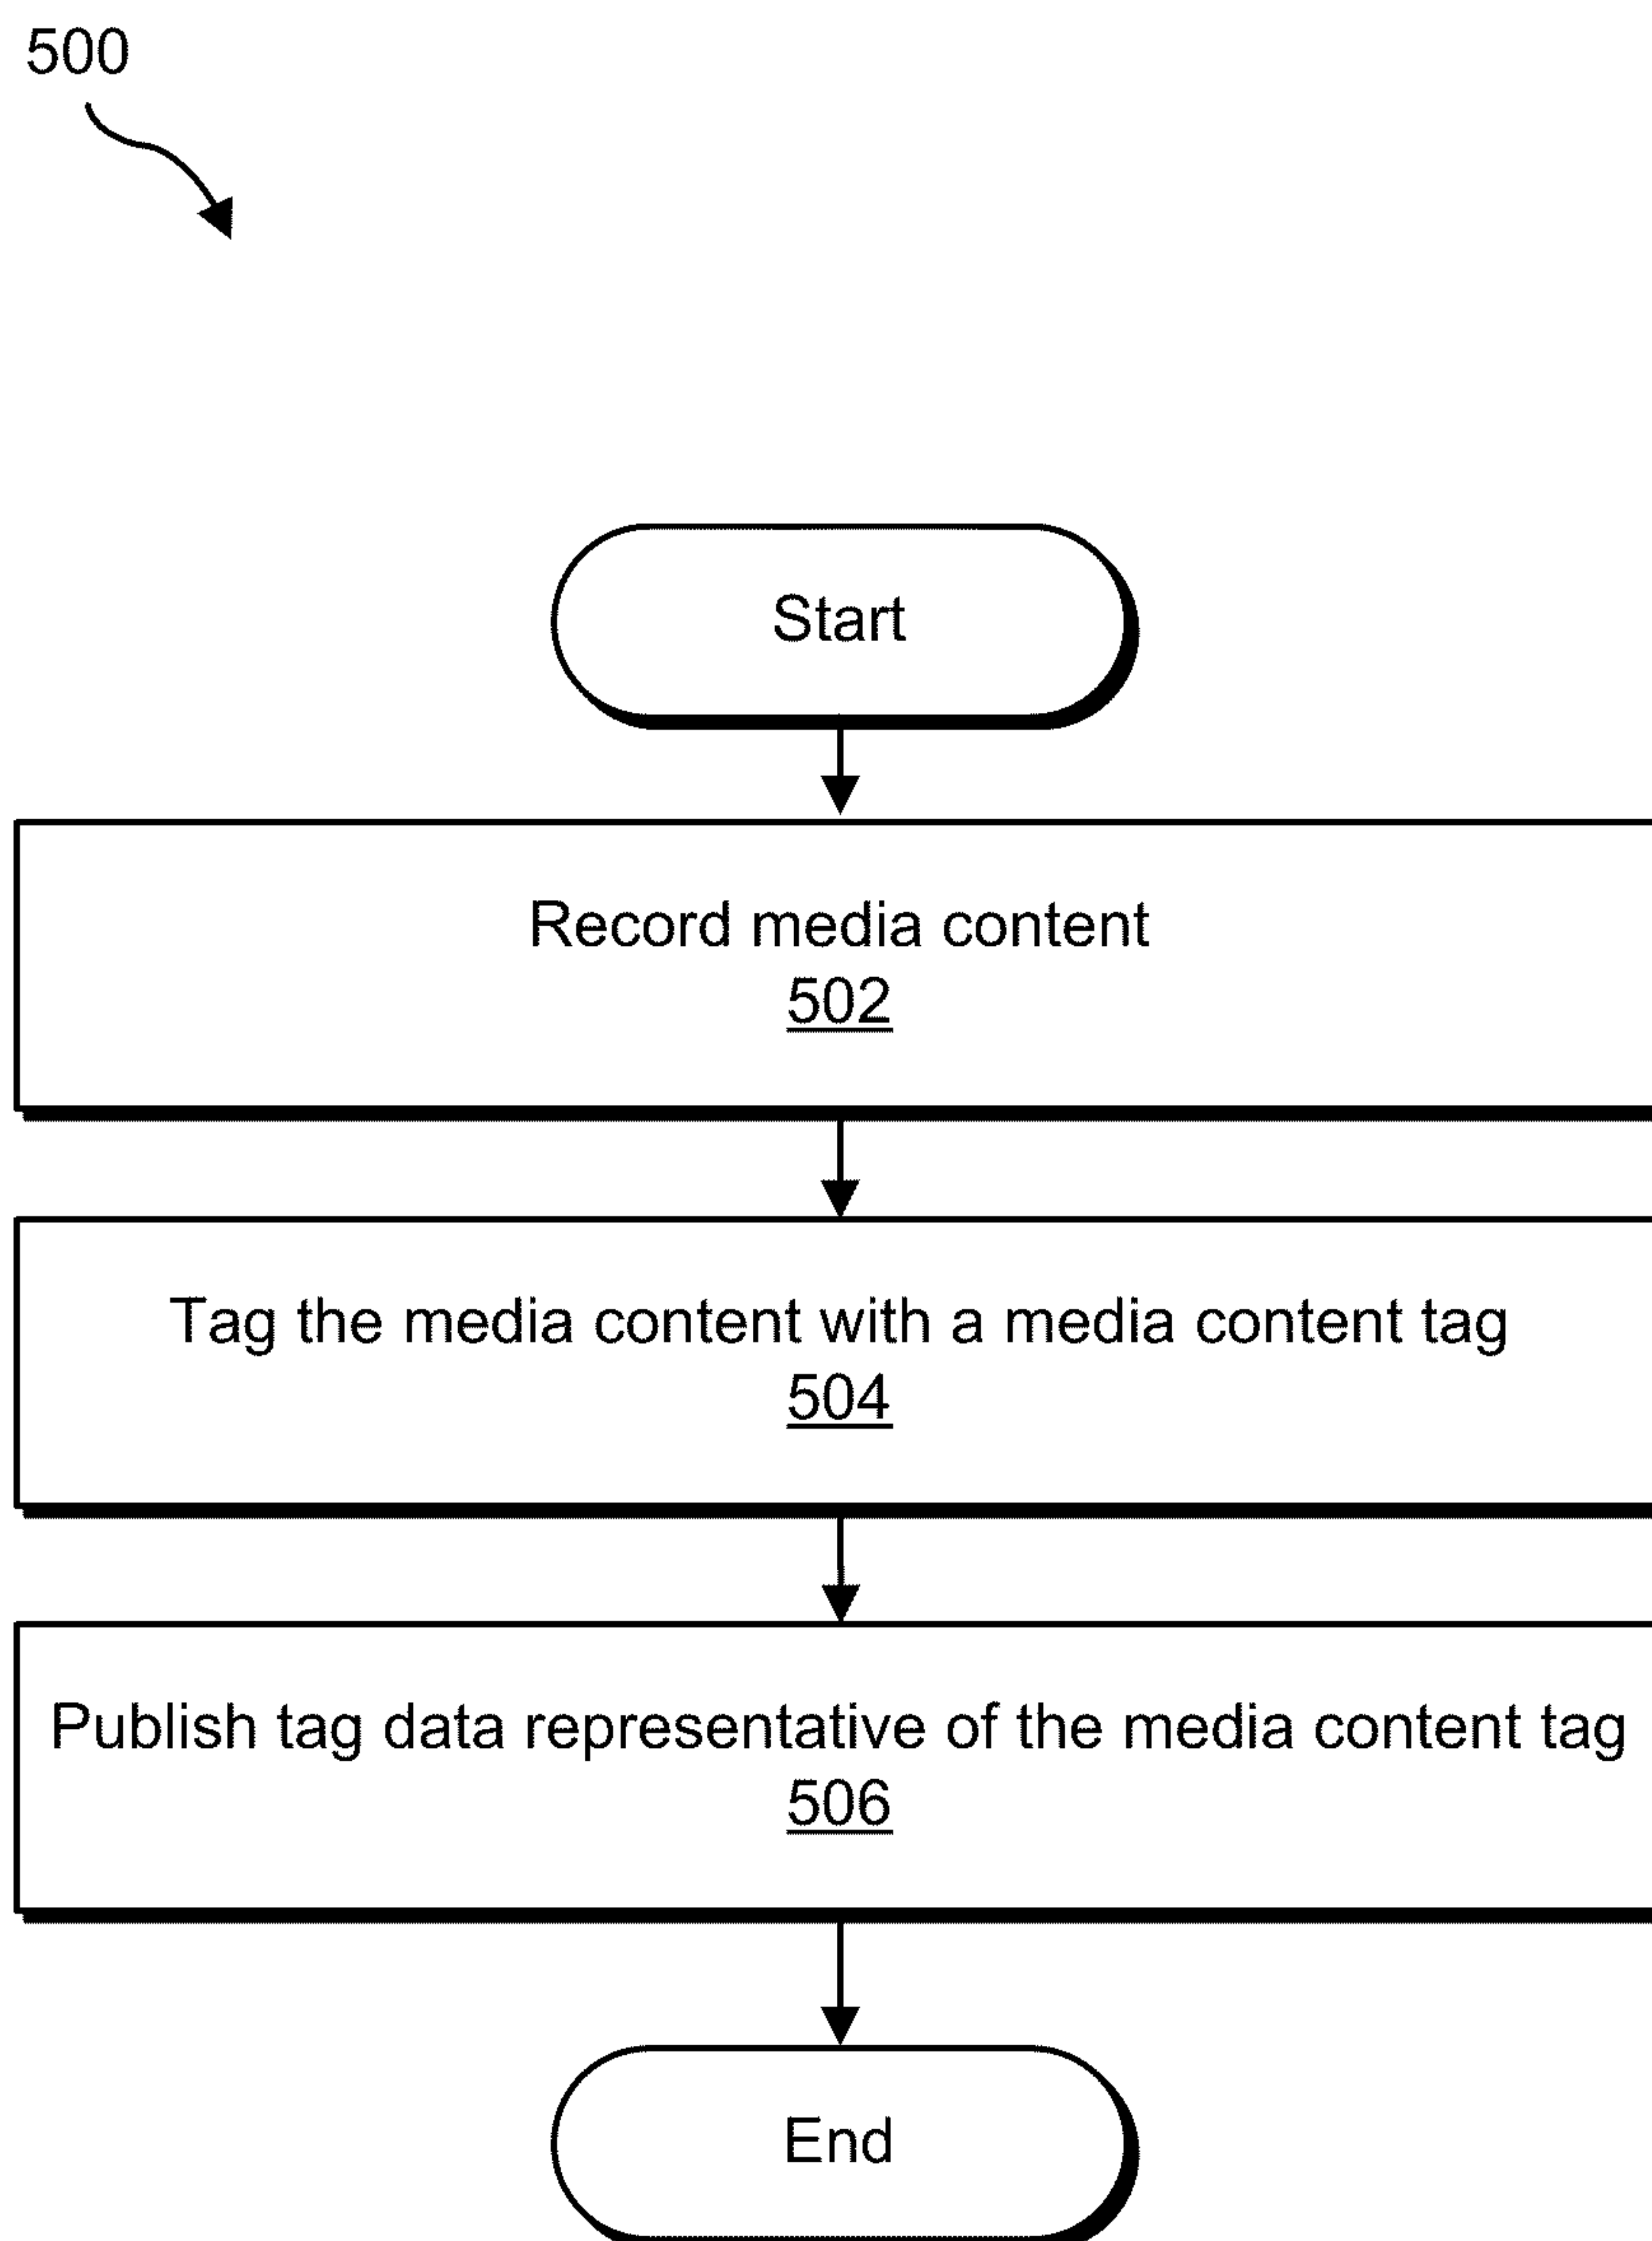 500
Start
Record media content
502
Tag the media content with a media content tag
504
Publish tag data representative of the media content tag
506
End